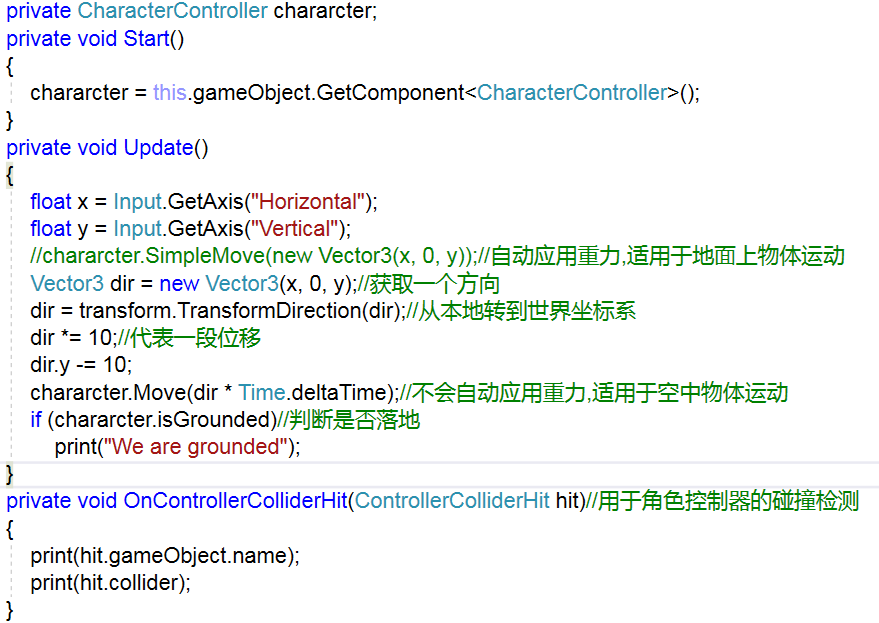 private CharacterController chararcter;
private void Start()
{
chararcter = this.gameObject.GetComponent<CharacterController>();
}
private void Update()
{
float x = Input.GetAxis("Horizontal");
float y = Input.GetAxis("Vertical");
//chararcter.SimpleMove(new Vector3(x, 0, y));//自动应用重力,适用于地面上物体运动
Vector3 dir = new Vector3(x, 0, y);//获取一个方向
dir = transform.TransformDirection(dir);//从本地转到世界坐标系
dir *= 10;//代表一段位移
dir.y -= 10;
chararcter.Move(dir * Time.deltaTime);//不会自动应用重力,适用于空中物体运动
if (chararcter.isGrounded)//判断是否落地
print("We are grounded");
}
private void OnControllerColliderHit(ControllerColliderHit hit)//用于角色控制器的碰撞检测
{
print(hit.gameObject.name);
print(hit.collider);
}